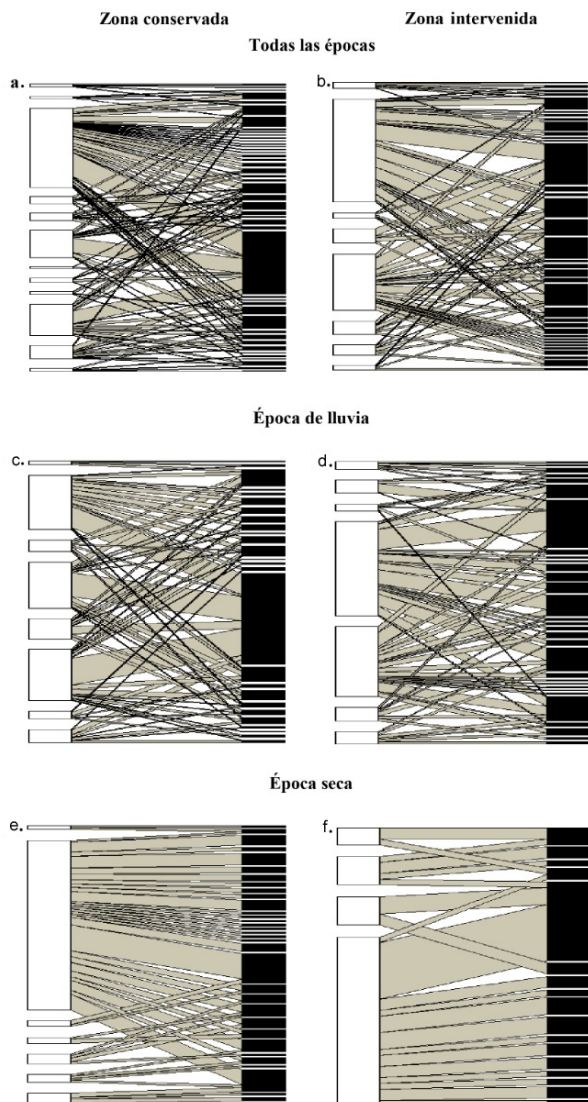 Zona conservada Zona intervenida
Todas las épocas
a. b.
Época de lluvia
c. d.
Época seca
e. f.